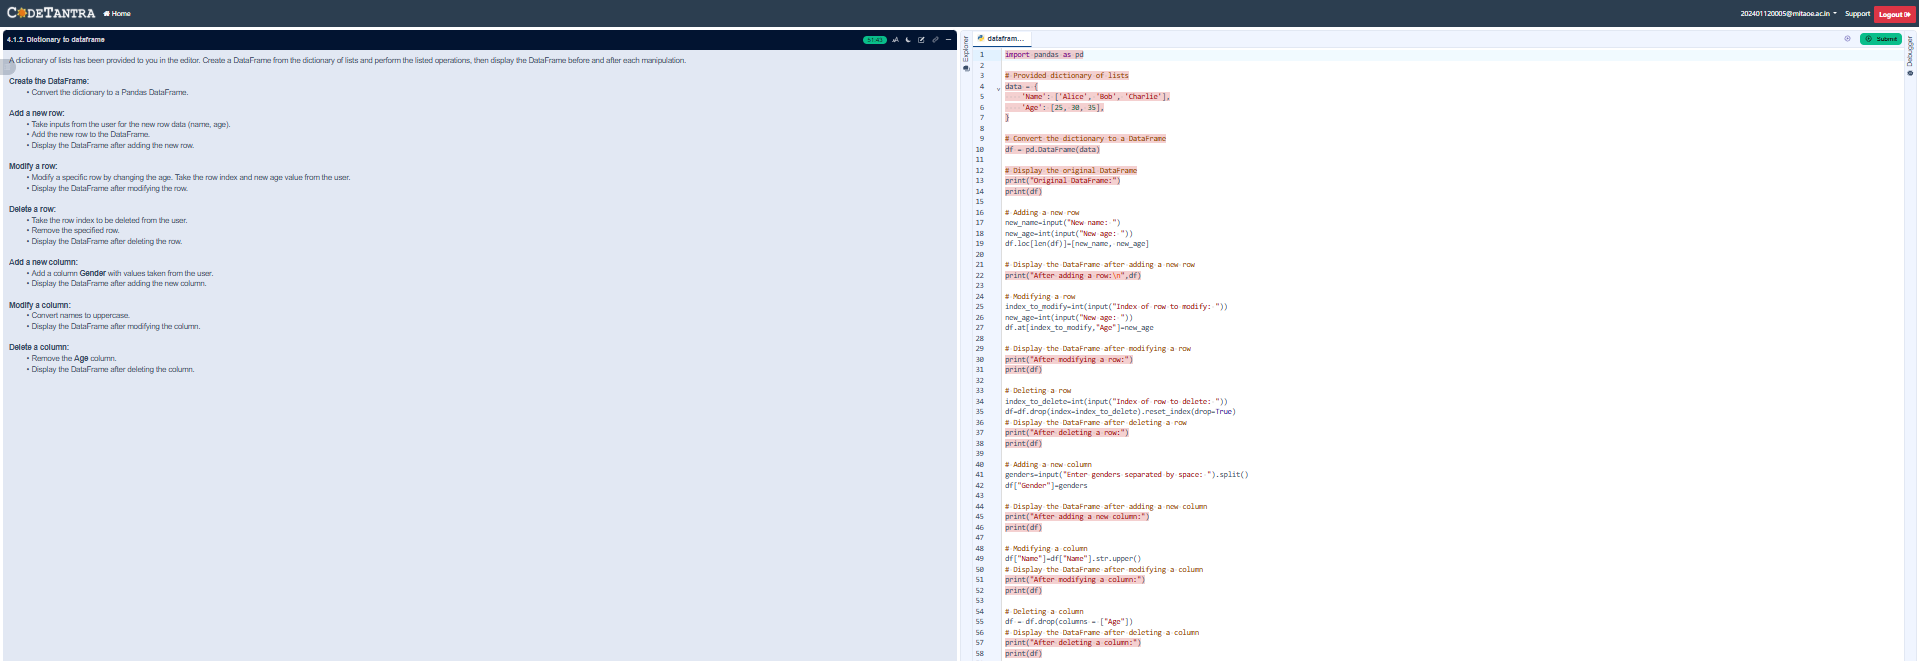 CODETANTRA Home 202401120005@mitaoe.ac.in Support Logout
4.1.2. Dictionary to dataframe 51:43 AA
A dictionary of lists has been provided to you in the editor. Create a DataFrame from the dictionary of lists and perform the listed operations, then display the DataFrame before and after each manipulation.
Create the DataFrame:
• Convert the dictionary to a Pandas DataFrame.
Add a new row:
• Take inputs from the user for the new row data (name, age).
• Add the new row to the DataFrame.
• Display the DataFrame after adding the new row.
Modify a row:
• Modify a specific row by changing the age. Take the row index and new age value from the user.
• Display the DataFrame after modifying the row.
Delete a row:
• Take the row index to be deleted from the user.
• Remove the specified row.
• Display the DataFrame after deleting the row.
Add a new column:
• Add a column Gender with values taken from the user.
• Display the DataFrame after adding the new column.
Modify a column:
• Convert names to uppercase.
• Display the DataFrame after modifying the column.
Delete a column:
• Remove the Age column.
• Display the DataFrame after deleting the column.
Explorer
datafram...
Submit
Debugger
1 import pandas as pd
2
3 # Provided dictionary of lists
4 data = {
5 'Name': ['Alice', 'Bob', 'Charlie'],
6 'Age': [25, 30, 35],
7 }
8
9 # Convert the dictionary to a DataFrame
10 df = pd.DataFrame(data)
11
12 # Display the original DataFrame
13 print("Original DataFrame:")
14 print(df)
15
16 # Adding a new row
17 new_name=input("New name: ")
18 new_age=int(input("New age: "))
19 df.loc[len(df)]=[new_name, new_age]
20
21 # Display the DataFrame after adding a new row
22 print("After adding a row:\n",df)
23
24 # Modifying a row
25 index_to_modify=int(input("Index of row to modify: "))
26 new_age=int(input("New age: "))
27 df.at[index_to_modify,"Age"]=new_age
28
29 # Display the DataFrame after modifying a row
30 print("After modifying a row:")
31 print(df)
32
33 # Deleting a row
34 index_to_delete=int(input("Index of row to delete: "))
35 df=df.drop(index=index_to_delete).reset_index(drop=True)
36 # Display the DataFrame after deleting a row
37 print("After deleting a row:")
38 print(df)
39
40 # Adding a new column
41 genders=input("Enter genders separated by space: ").split()
42 df["Gender"]=genders
43
44 # Display the DataFrame after adding a new column
45 print("After adding a new column:")
46 print(df)
47
48 # Modifying a column
49 df["Name"]=df["Name"].str.upper()
50 # Display the DataFrame after modifying a column
51 print("After modifying a column:")
52 print(df)
53
54 # Deleting a column
55 df = df.drop(columns = ["Age"])
56 # Display the DataFrame after deleting a column
57 print("After deleting a column:")
58 print(df)